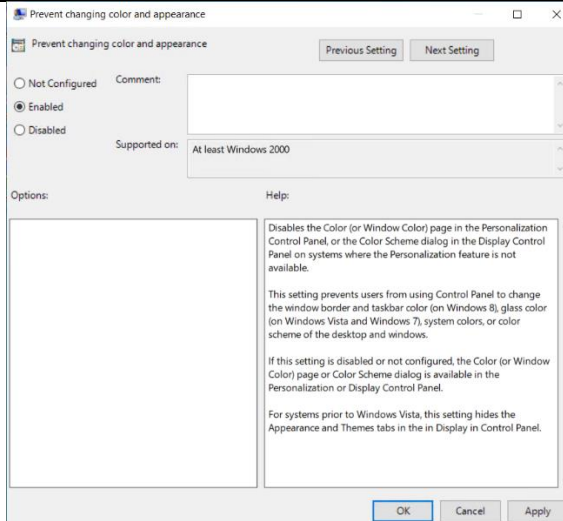 Prevent changing color and appearance
Prevent changing color and appearance
Previous Setting
Next Setting
Not Configured
Comment:
Enabled
Disabled
Supported on:
At least Windows 2000
Options:
Help:
Disables the Color (or Window Color) page in the Personalization
Control Panel, or the Color Scheme dialog in the Display Control
Panel on systems where the Personalization feature is not
available.
This setting prevents users from using Control Panel to change
the window border and taskbar color (on Windows 8), glass color
(on Windows Vista and Windows 7), system colors, or color
scheme of the desktop and windows.
If this setting is disabled or not configured, the Color (or Window
Color) page or Color Scheme dialog is available in the
Personalization or Display Control Panel.
For systems prior to Windows Vista, this setting hides the
Appearance and Themes tabs in the in Display in Control Panel.
OK
Cancel
Apply